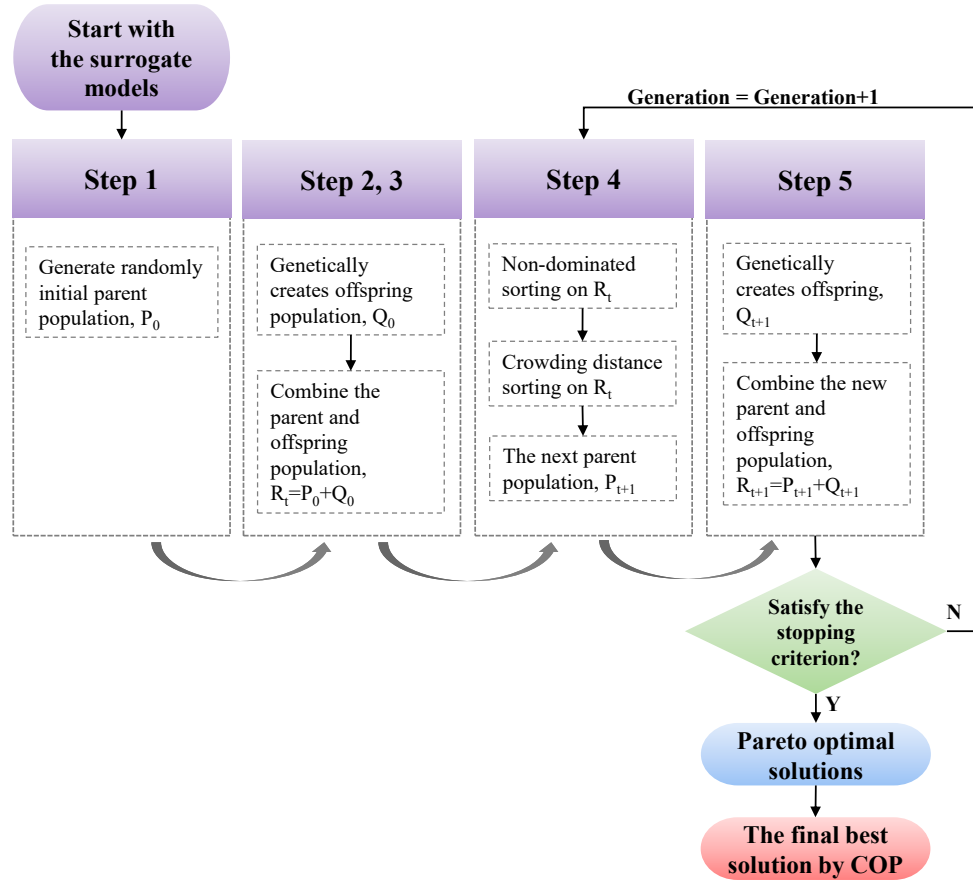 Start with
the surrogate
models
Generation = Generation+1
Step 1
Generate randomly
initial parent
population, P₀
Step 2, 3
Genetically
creates offspring
population, Q₀
Combine the
parent and
offspring
population,
Rₜ=P₀+Q₀
Step 4
Non-dominated
sorting on Rₜ
Crowding distance
sorting on Rₜ
The next parent
population, Pₜ₊₁
Step 5
Genetically
creates offspring,
Qₜ₊₁
Combine the new
parent and
offspring
population,
Rₜ₊₁=Pₜ₊₁+Qₜ₊₁
Satisfy the
stopping
criterion?
N
Y
Pareto optimal
solutions
The final best
solution by COP